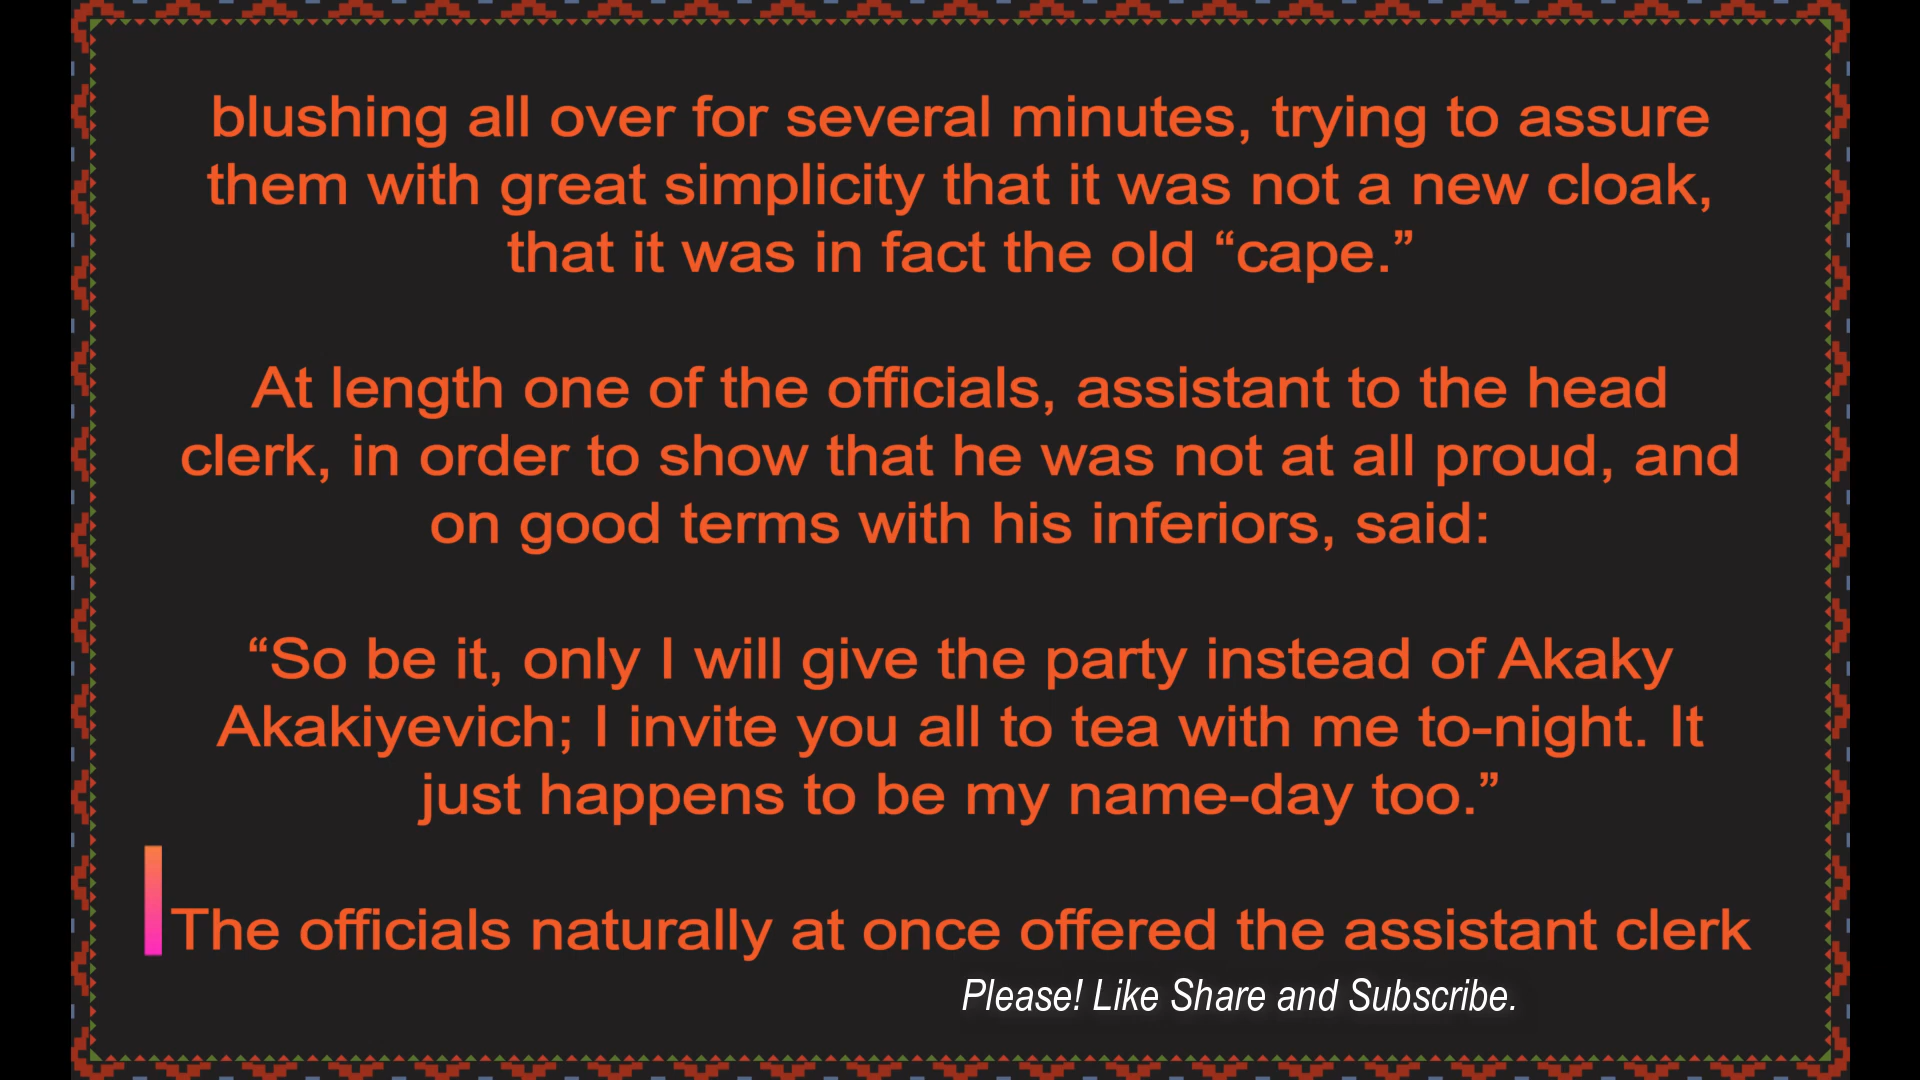 blushing all over for several minutes, trying to assure
them with great simplicity that it was not a new cloak,
that it was in fact the old “cape.”
At length one of the officials, assistant to the head
clerk, in order to show that he was not at all proud, and
on good terms with his inferiors, said:
“So be it, only I will give the party instead of Akaky
Akakiyevich; I invite you all to tea with me to-night. It
just happens to be my name-day too.”
The officials naturally at once offered the assistant clerk
Please! Like Share and Subscribe.